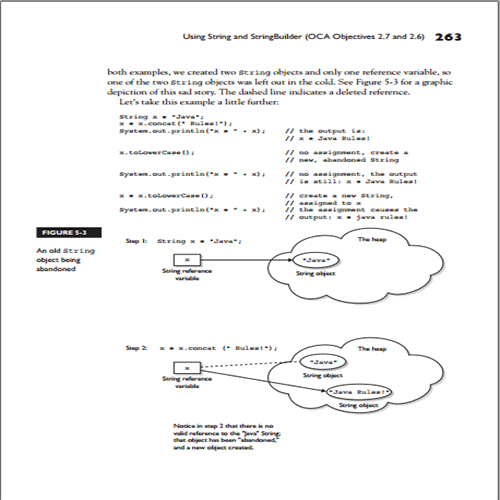 Using String and StringBuilder (OCA Objectives 2.7 and 2.6) 263
both examples, we created two String objects and only one reference variable, so
one of the two String objects was left out in the cold. See Figure 5-3 for a graphic
depiction of this sad story. The dashed line indicates a deleted reference.
Let's take this example a little further:
String x = "Java";
x = x.concat(" Rules!");
System.out.println("x = " + x); // the output is:
// x = Java Rules!
x.toLowerCase(); // no assignment, create a
// new, abandoned String
System.out.println("x = " + x); // no assignment, the output
// is still: x = Java Rules!
x = x.toLowerCase(); // create a new String,
// assigned to x
System.out.println("x = " + x); // the assignment causes the
// output: x = java rules!
FIGURE 5-3
An old String
object being
abandoned
Step 1: String x = "Java";
The heap
x
"Java"
String reference
variable
String object
Step 2: x = x.concat (" Rules!");
The heap
"Java"
x
String object
String reference
variable
"Java Rules!"
String object
Notice in step 2 that there is no
valid reference to the "Java" String;
that object has been "abandoned,"
and a new object created.